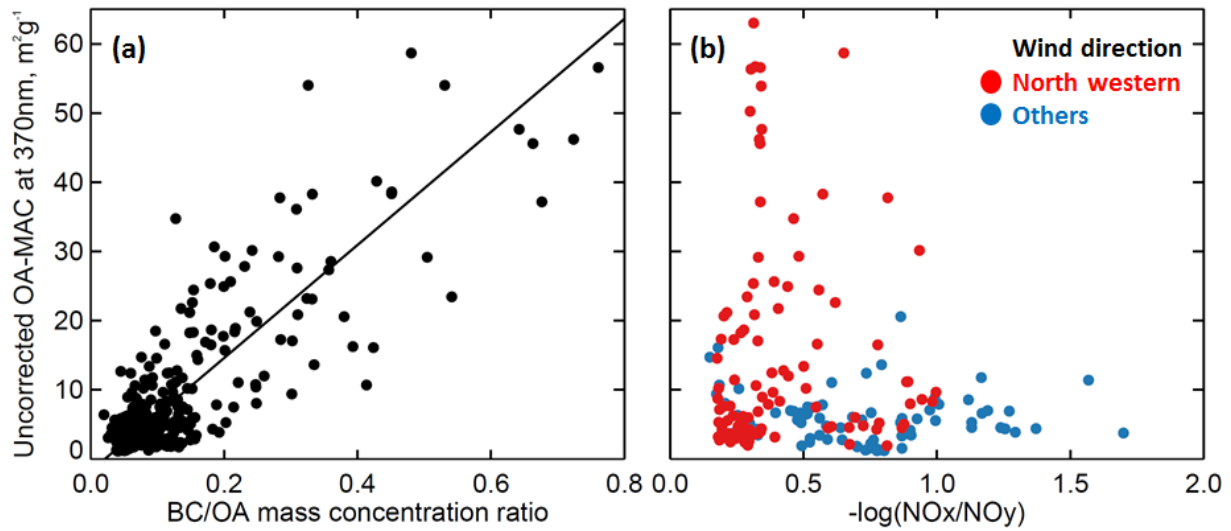 Uncorrected OA-MAC at 370nm, m²g⁻¹
60
50
40
30
20
10
0
(a)
0.0
0.2
0.4
0.6
0.8
BC/OA mass concentration ratio
(b)
Wind direction
North western
Others
0.0
0.5
1.0
1.5
2.0
-log(NOx/NOy)